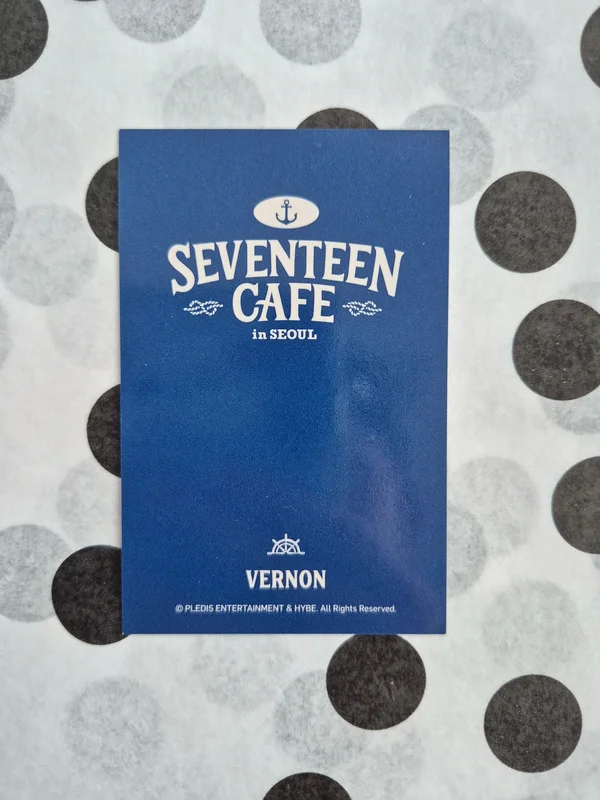 SEVENTEEN
CAFE
in SEOUL
VERNON
© PLEDIS ENTERTAINMENT & HYBE. All Rights Reserved.